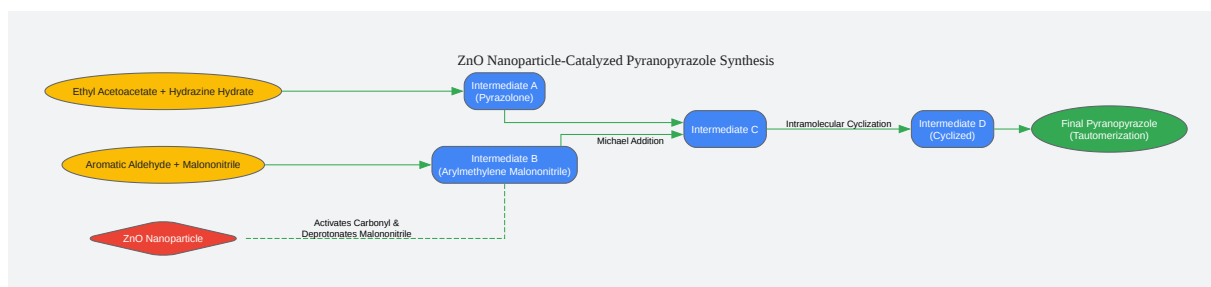 ZnO Nanoparticle-Catalyzed Pyranopyrazole Synthesis
Ethyl Acetoacetate + Hydrazine Hydrate
Intermediate A
(Pyrazolone)
Aromatic Aldehyde + Malononitrile
Intermediate B
(Arylmethylene Malononitrile)
Michael Addition
Intermediate C
Intramolecular Cyclization
Intermediate D
(Cyclized)
Final Pyranopyrazole
(Tautomerization)
ZnO Nanoparticle
Activates Carbonyl &
Deprotonates Malononitrile